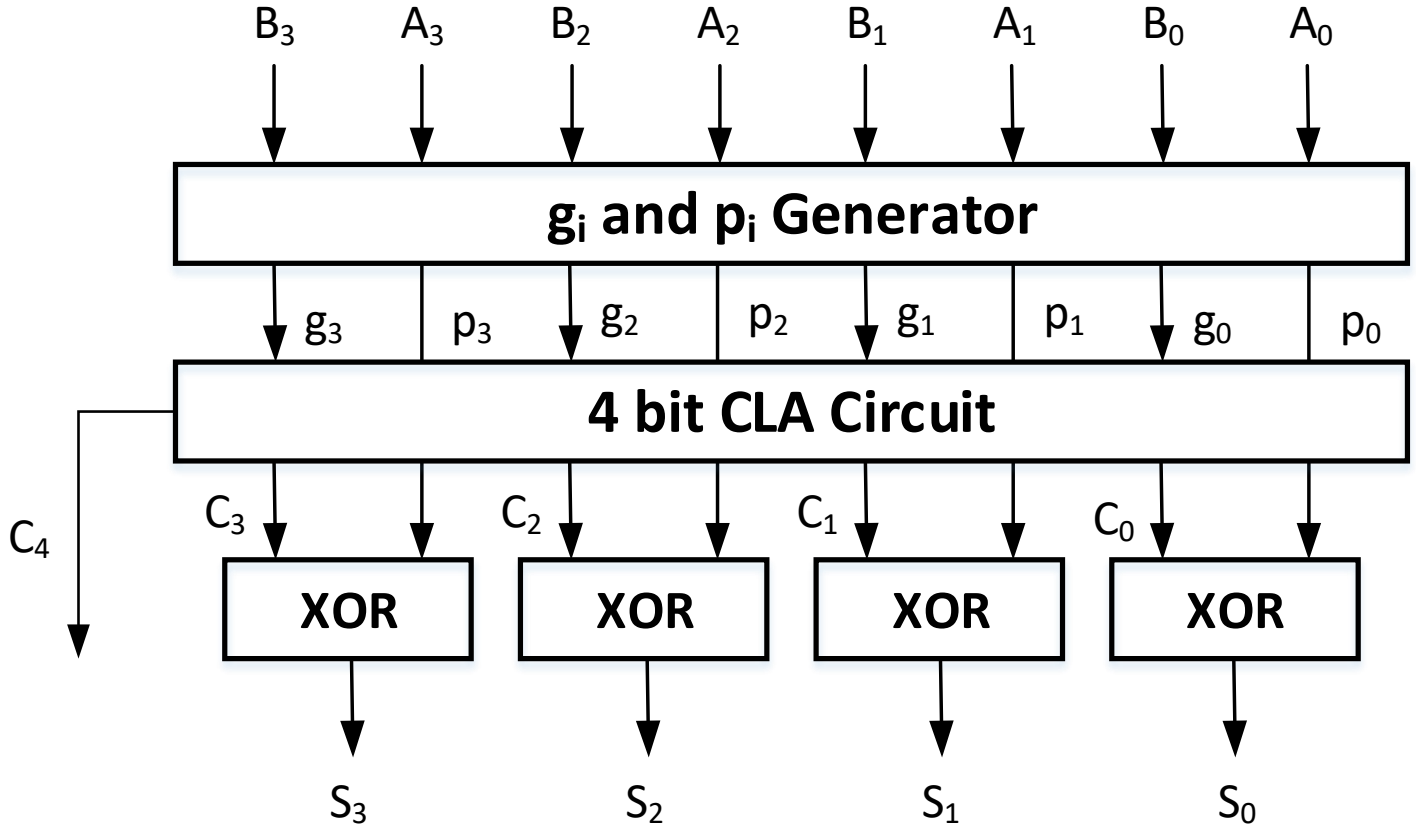 B₃ A₃ B₂ A₂ B₁ A₁ B₀ A₀
gᵢ and pᵢ Generator
g₃ p₃ g₂ p₂ g₁ p₁ g₀ p₀
4 bit CLA Circuit
C₄ C₃ C₂ C₁ C₀
XOR XOR XOR XOR
S₃ S₂ S₁ S₀